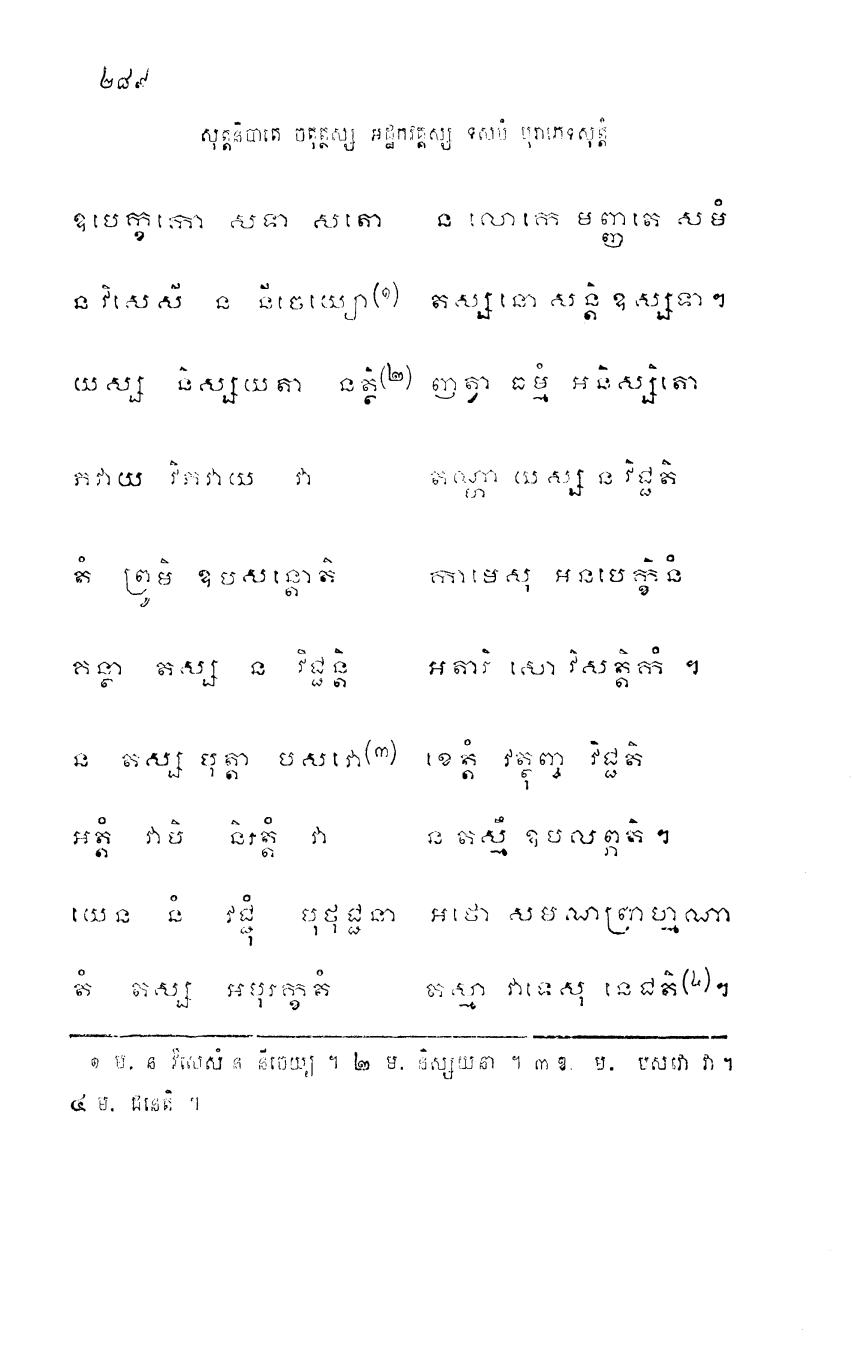 ២៨៩
សុត្តនិបាតេ ចតុត្ថស្ស អដ្ឋកវគ្គស្ស ទសមំ បុរាភេទសុត្តំ
ឧបេក្ខកោ សទា សតោ ន លោកេ មញ្ញតេ សមំ
ន វិសេសី ន នីចេយ្យោ(១) តស្ស នោ សន្តិ ឧស្សទា ។
យស្ស និស្សយតា នត្ថិ(២) ញត្វា ធម្មំ អនិស្សិតោ
ភវាយ វិភវាយ វា តណ្ហា យស្ស ន វិជ្ជតិ
តំ ព្រូមិ ឧបសន្តោតិ កាមេសុ អនបេក្ខិនំ
គន្ថា តស្ស ន វិជ្ជន្តិ អតារិ សោ វិសត្តិកំ ។
ន តស្ស បុត្តា បសវោ(៣) ខេត្តំ វត្ថុញ្ច វិជ្ជតិ
អត្តំ វាបិ និរត្តំ វា ន តស្មឹ ឧបលព្ភតិ ។
យេន នំ វជ្ជុំ បុថុជ្ជនា អថោ សមណព្រាហ្មណា
តំ តស្ស អបុរក្ខតំ តស្មា វាទេសុ នេជតិ(៤) ។
១ ម. ន វិសេសំ ន នីចេយ្យ ។ ២ ម. និស្សយនា ។ ៣ ឱ. ម. បសវោ វា ។
៤ ម. ជនេតិ ។